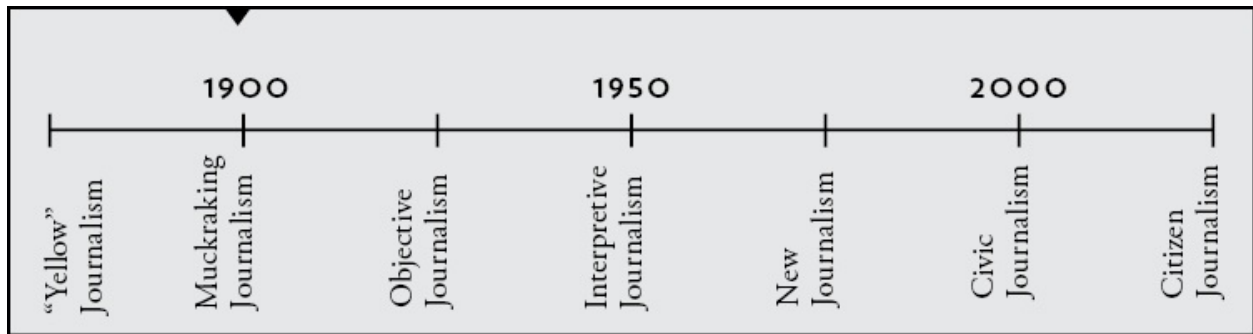 1900
1950
2000
“Yellow”
Journalism
Muckraking
Journalism
Objective
Journalism
Interpretive
Journalism
New
Journalism
Civic
Journalism
Citizen
Journalism